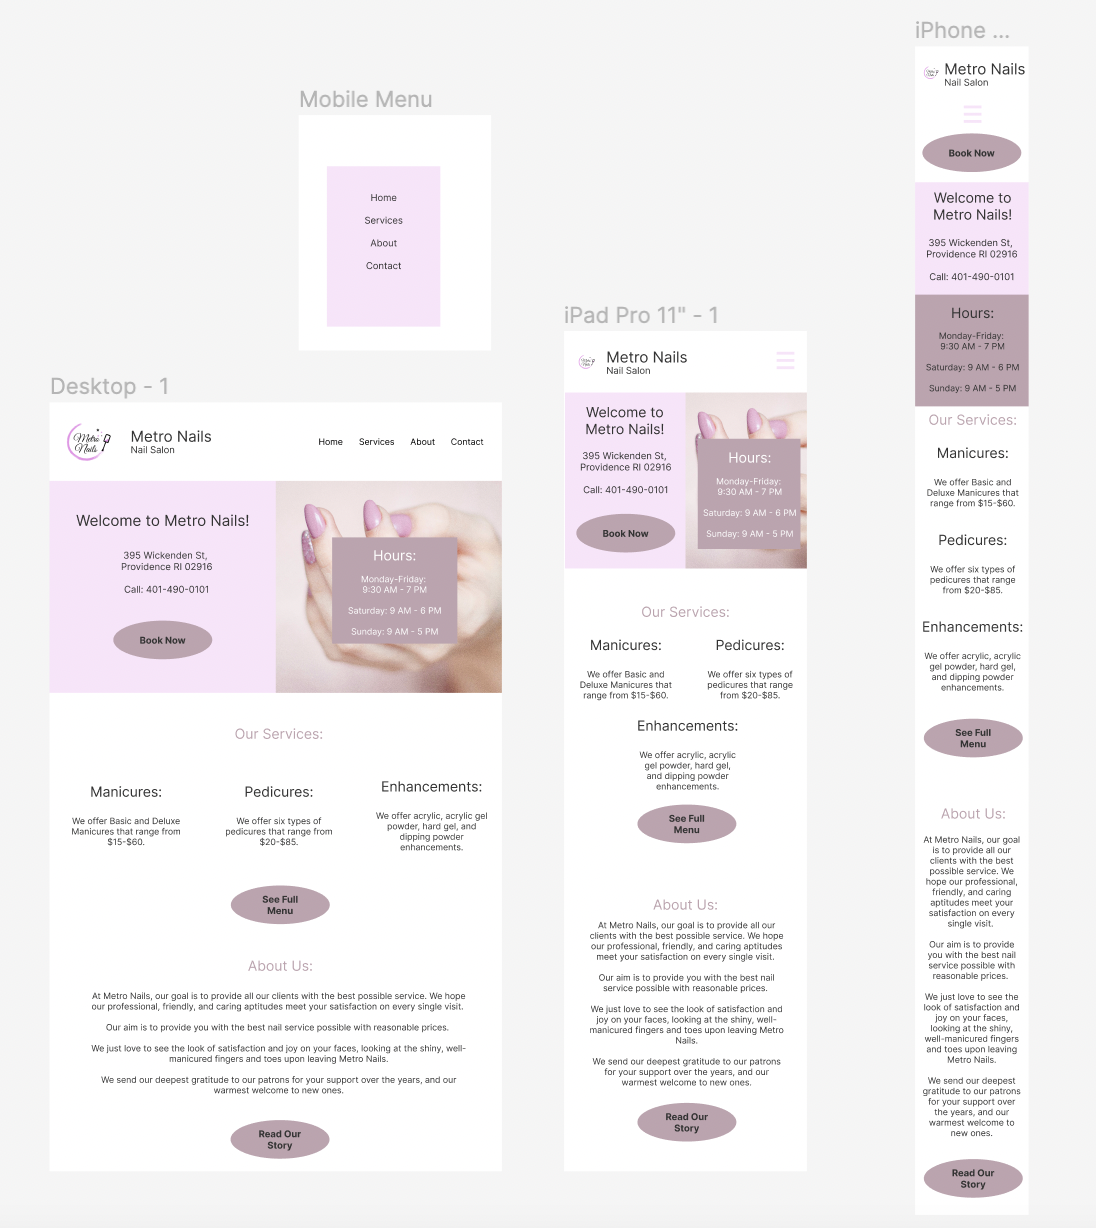 iPhone ...
Metro Nails
Nail Salon
Book Now
Welcome to
Metro Nails!
395 Wickenden St,
Providence RI 02916
Call: 401-490-0101
Hours:
Monday-Friday:
9:30 AM - 7 PM
Saturday: 9 AM - 6 PM
Sunday: 9 AM - 5 PM
Our Services:
Manicures:
We offer Basic and
Deluxe Manicures that
range from $15-$60.
Pedicures:
We offer six types of
pedicures that range
from $20-$85.
Enhancements:
We offer acrylic, acrylic
gel powder, hard gel,
and dipping powder
enhancements.
See Full
Menu
About Us:
At Metro Nails, our goal
is to provide all our
clients with the best
possible service. We
hope our professional,
friendly, and caring
aptitudes meet your
satisfaction on every
single visit.
Our aim is to provide
you with the best nail
service possible with
reasonable prices.
We just love to see the
look of satisfaction and
joy on your faces,
looking at the shiny,
well-manicured fingers
and toes upon leaving
Metro Nails.
We send our deepest
gratitude to our patrons
for your support over
the years, and our
warmest welcome to
new ones.
Read Our
Story
Mobile Menu
Home
Services
About
Contact
iPad Pro 11" - 1
Metro Nails
Nail Salon
Welcome to
Metro Nails!
395 Wickenden St,
Providence RI 02916
Call: 401-490-0101
Book Now
Hours:
Monday-Friday:
9:30 AM - 7 PM
Saturday: 9 AM - 6 PM
Sunday: 9 AM - 5 PM
Our Services:
Manicures:
We offer Basic and
Deluxe Manicures that
range from $15-$60.
Pedicures:
We offer six types of
pedicures that range
from $20-$85.
Enhancements:
We offer acrylic, acrylic
gel powder, hard gel,
and dipping powder
enhancements.
See Full
Menu
About Us:
At Metro Nails, our goal is to provide all our
clients with the best possible service. We hope
our professional, friendly, and caring aptitudes
meet your satisfaction on every single visit.
Our aim is to provide you with the best nail
service possible with reasonable prices.
We just love to see the look of satisfaction and
joy on your faces, looking at the shiny, well-
manicured fingers and toes upon leaving Metro
Nails.
We send our deepest gratitude to our patrons
for your support over the years, and our
warmest welcome to new ones.
Read Our
Story
Desktop - 1
Metro
Nails
Metro Nails
Nail Salon
Home Services About Contact
Welcome to Metro Nails!
395 Wickenden St,
Providence RI 02916
Call: 401-490-0101
Book Now
Hours:
Monday-Friday:
9:30 AM - 7 PM
Saturday: 9 AM - 6 PM
Sunday: 9 AM - 5 PM
Our Services:
Manicures:
We offer Basic and Deluxe
Manicures that range from
$15-$60.
Pedicures:
We offer six types of
pedicures that range from
$20-$85.
Enhancements:
We offer acrylic, acrylic gel
powder, hard gel, and
dipping powder
enhancements.
See Full
Menu
About Us:
At Metro Nails, our goal is to provide all our clients with the best possible service. We hope
our professional, friendly, and caring aptitudes meet your satisfaction on every single visit.
Our aim is to provide you with the best nail service possible with reasonable prices.
We just love to see the look of satisfaction and joy on your faces, looking at the shiny, well-
manicured fingers and toes upon leaving Metro Nails.
We send our deepest gratitude to our patrons for your support over the years, and our
warmest welcome to new ones.
Read Our
Story